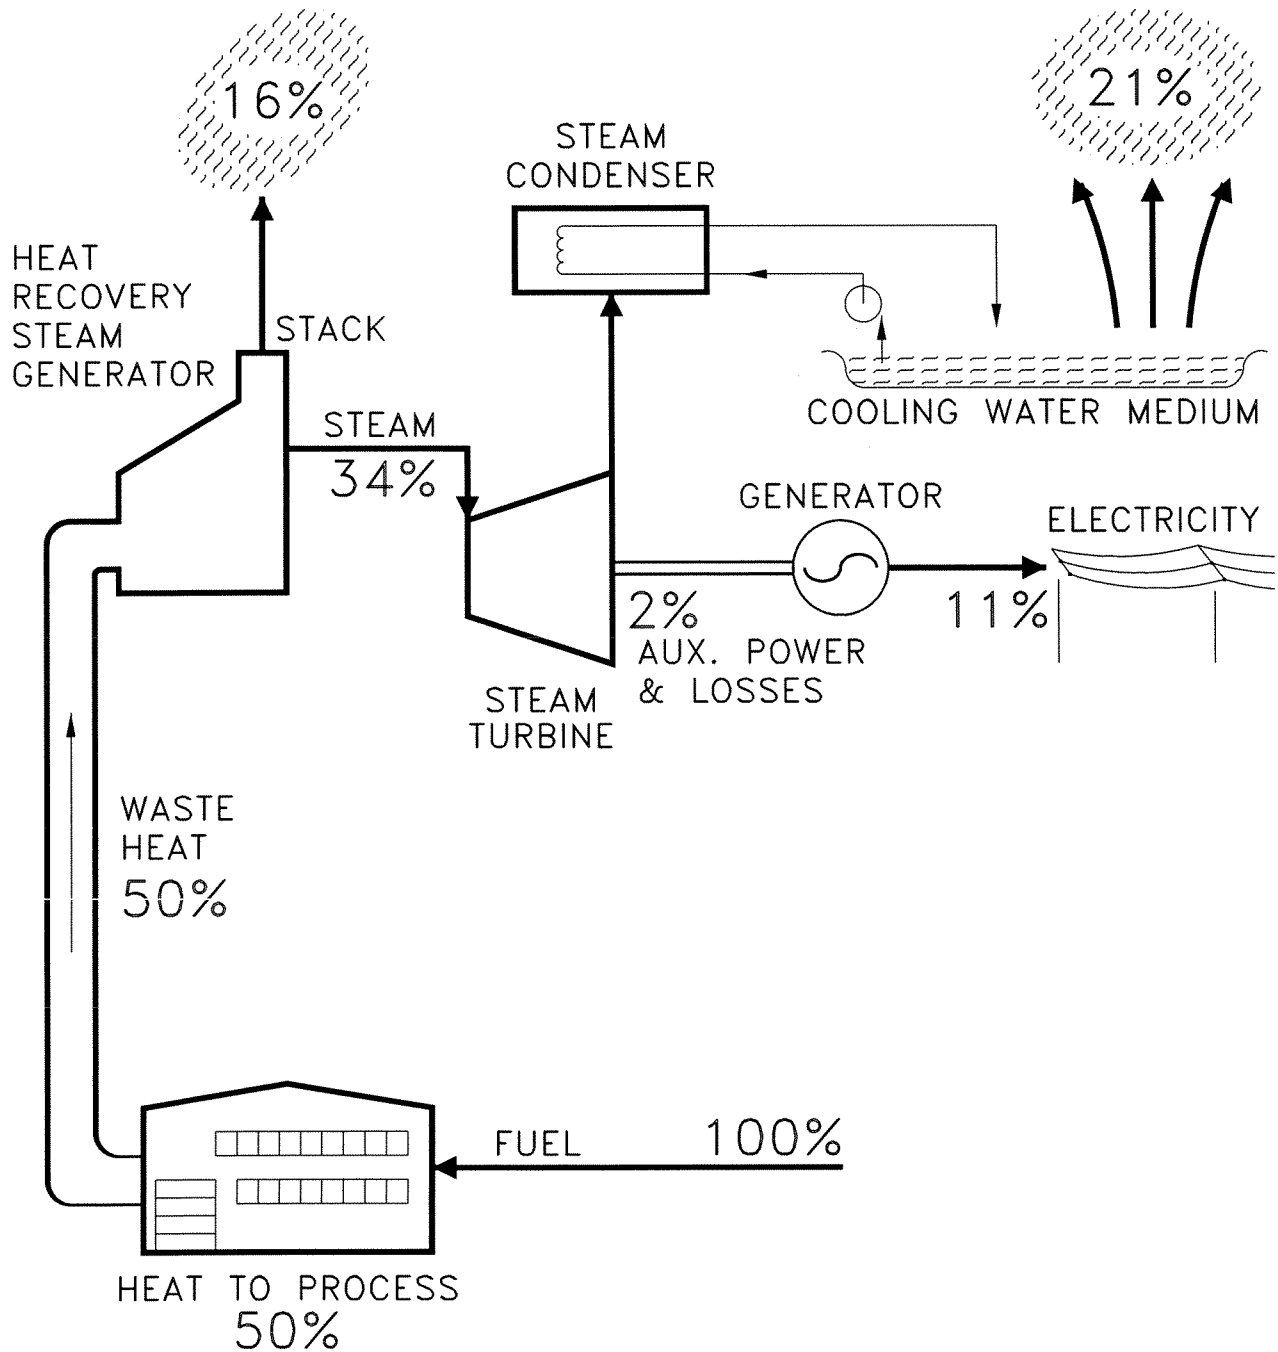 16%
21%
STEAM
CONDENSER
HEAT
RECOVERY
STEAM
GENERATOR
STACK
COOLING WATER MEDIUM
STEAM
34%
GENERATOR
ELECTRICITY
2%
AUX. POWER
& LOSSES
11%
STEAM
TURBINE
WASTE
HEAT
50%
FUEL
100%
HEAT TO PROCESS
50%